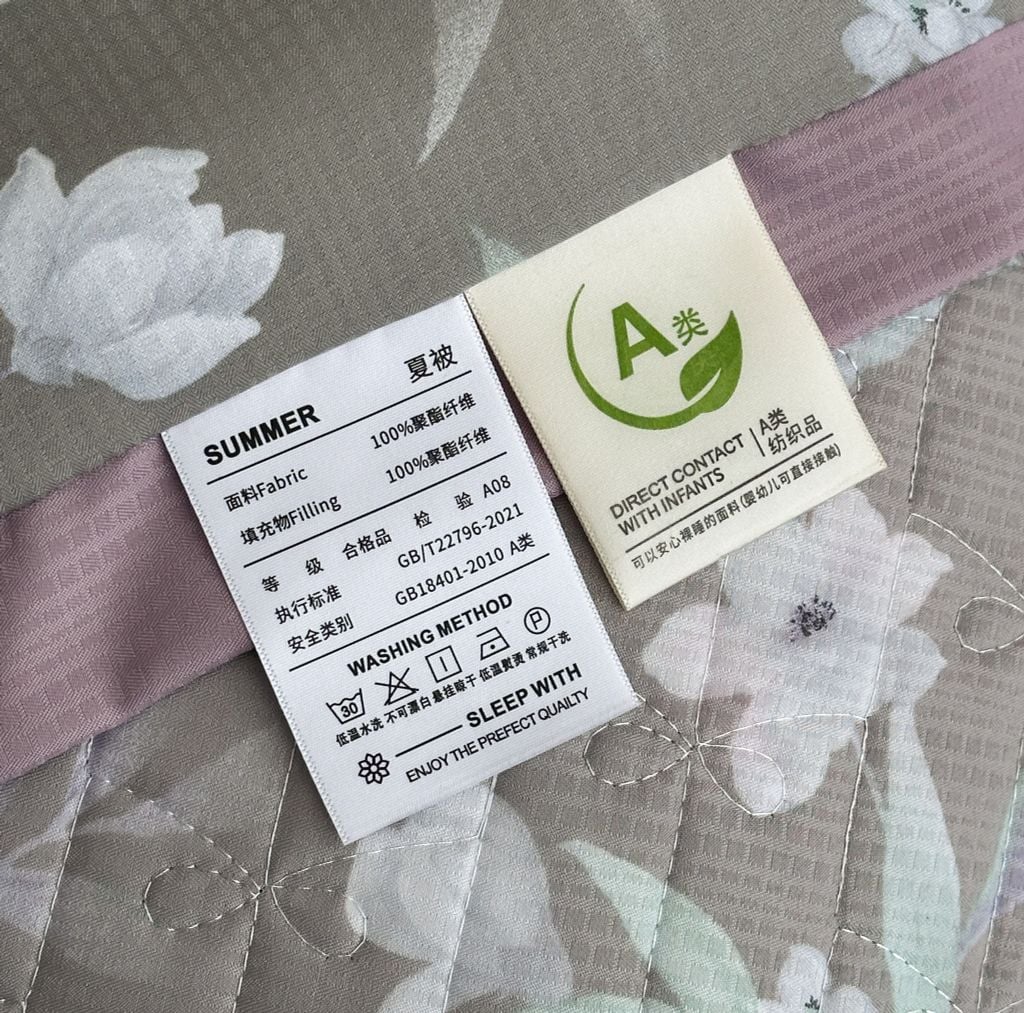 夏被
SUMMER
面料Fabric 100%聚酯纤维
填充物Filling 100%聚酯纤维
等 级 合格品 检 验 A08
执行标准 GB/T22796-2021
安全类别 GB18401-2010 A类
WASHING METHOD
30 P
低温水洗 不可漂白 悬挂晾干 低温熨烫 常规干洗
SLEEP WITH
ENJOY THE PREFECT QUAILTY
A类
DIRECT CONTACT
WITH INFANTS
A类
纺织品
可以安心裸睡的面料(婴幼儿可直接接触)